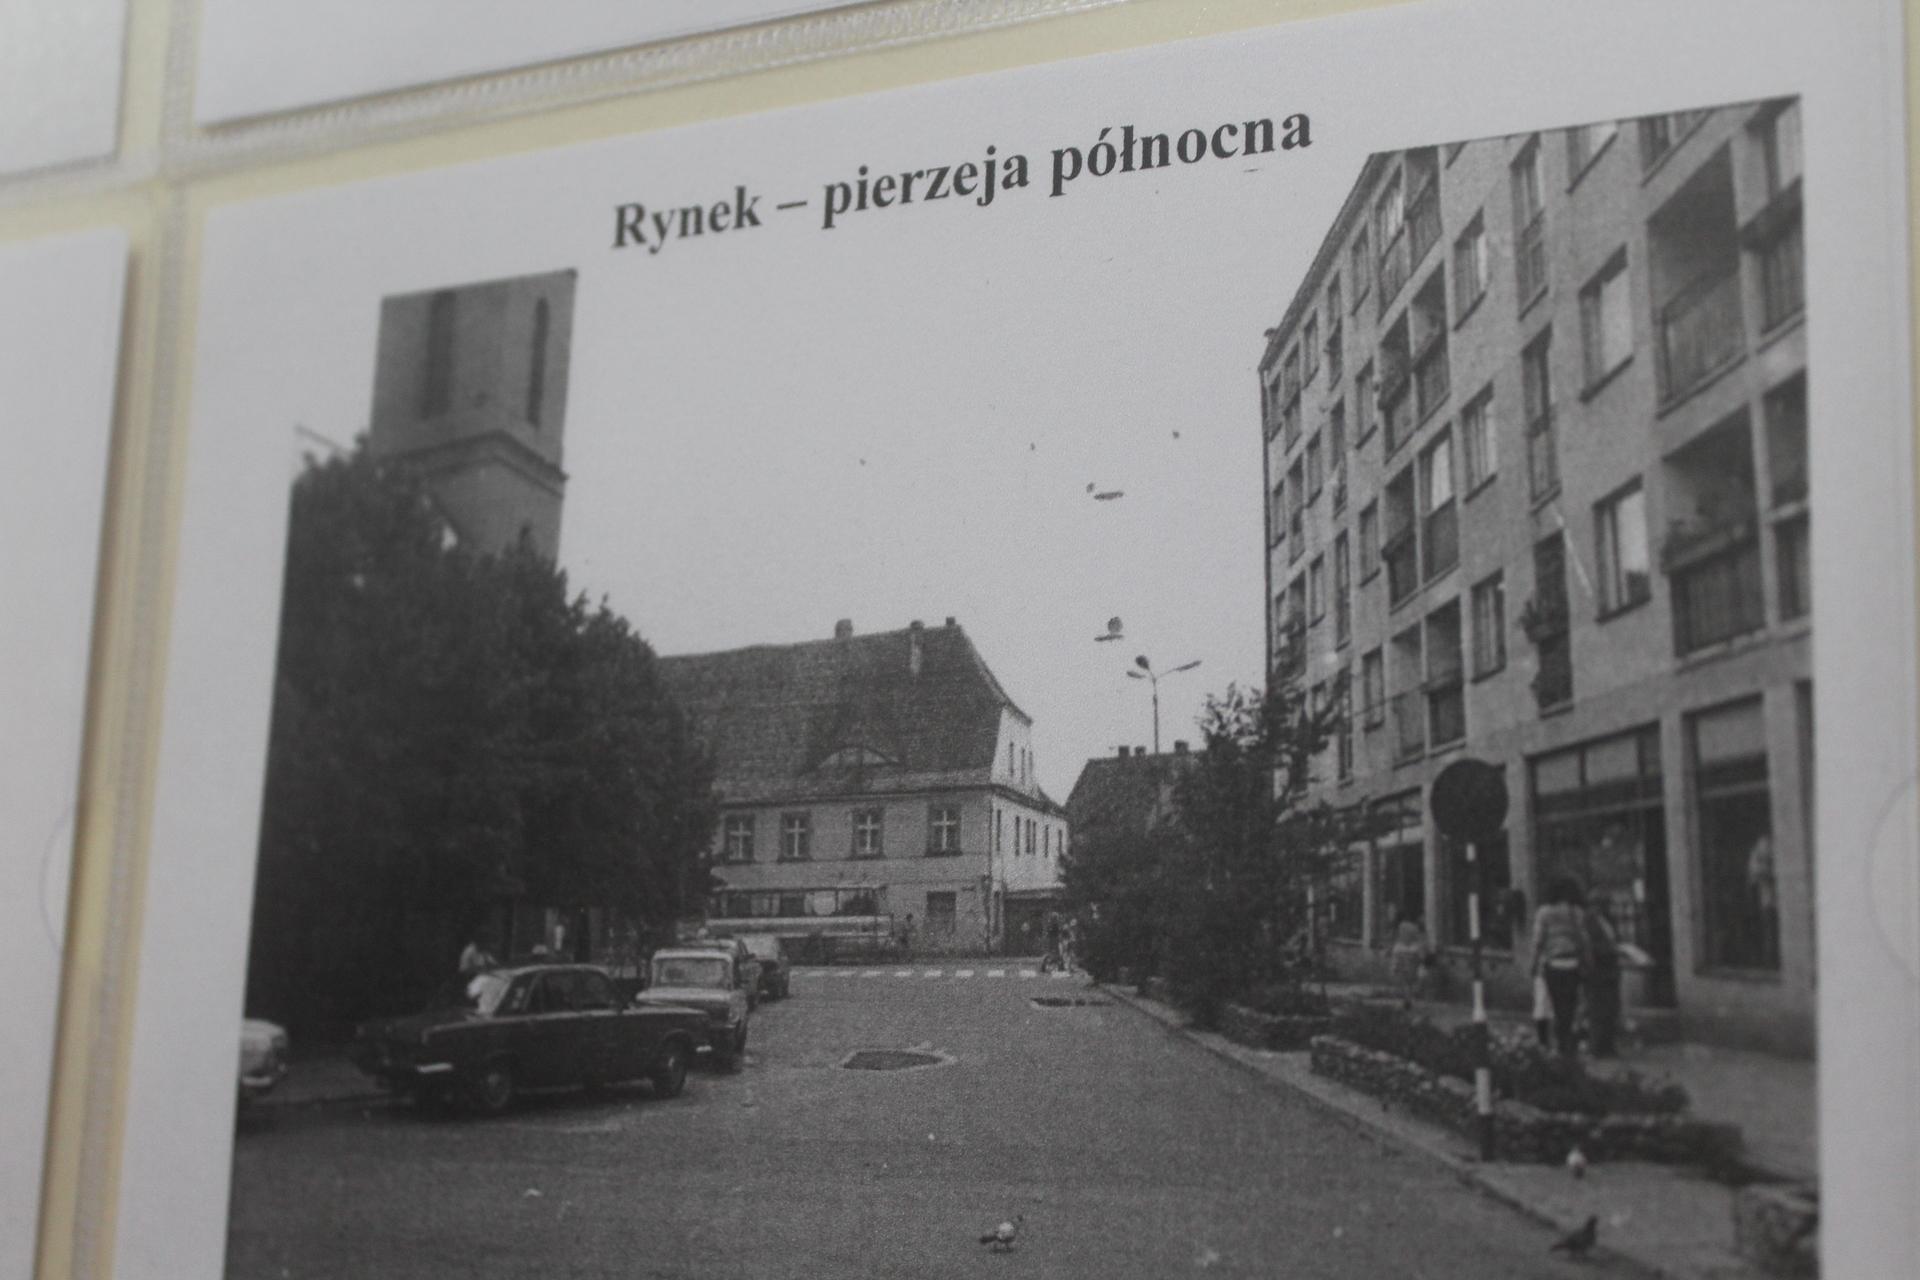 Rynek – pierzeja północna